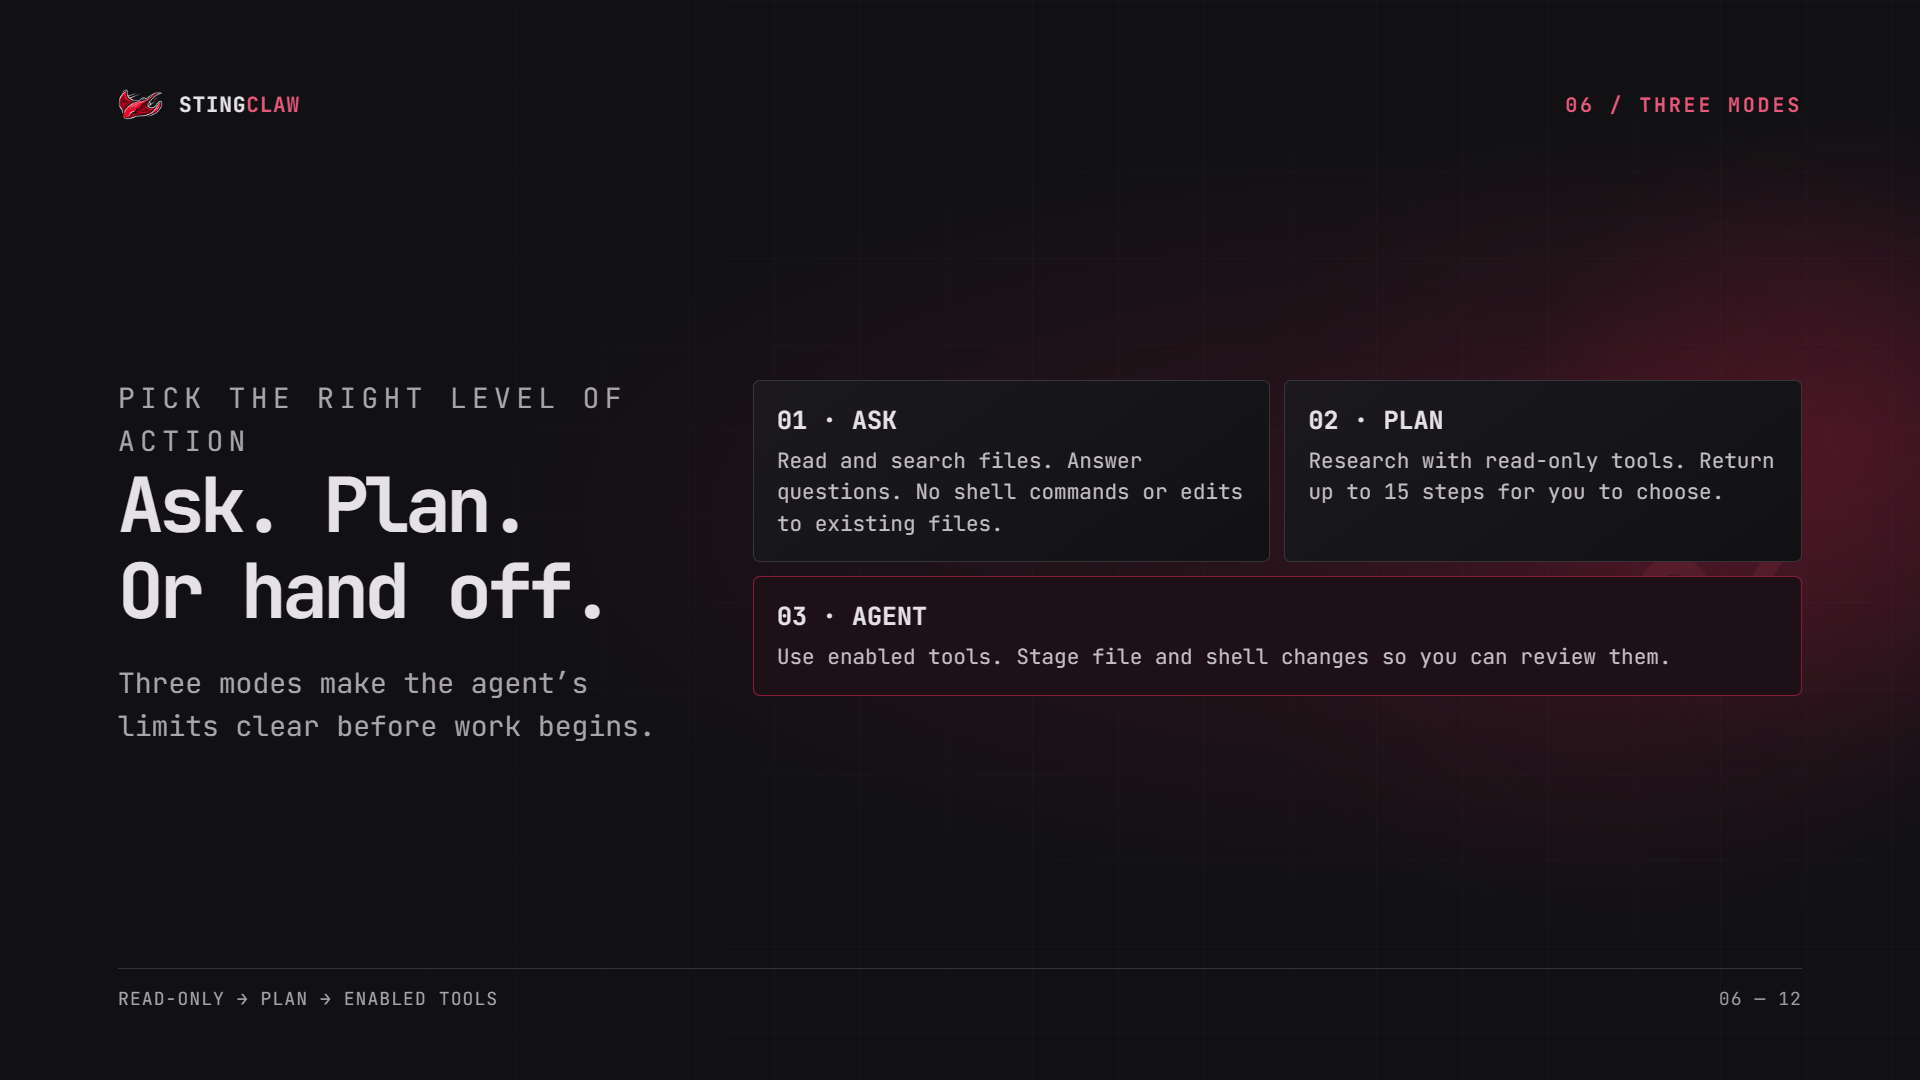 STINGCLAW
06 / THREE MODES
PICK THE RIGHT LEVEL OF
ACTION
Ask. Plan.
Or hand off.
Three modes make the agent’s
limits clear before work begins.
01 · ASK
Read and search files. Answer
questions. No shell commands or edits
to existing files.
02 · PLAN
Research with read-only tools. Return
up to 15 steps for you to choose.
03 · AGENT
Use enabled tools. Stage file and shell changes so you can review them.
READ-ONLY → PLAN → ENABLED TOOLS
06 — 12